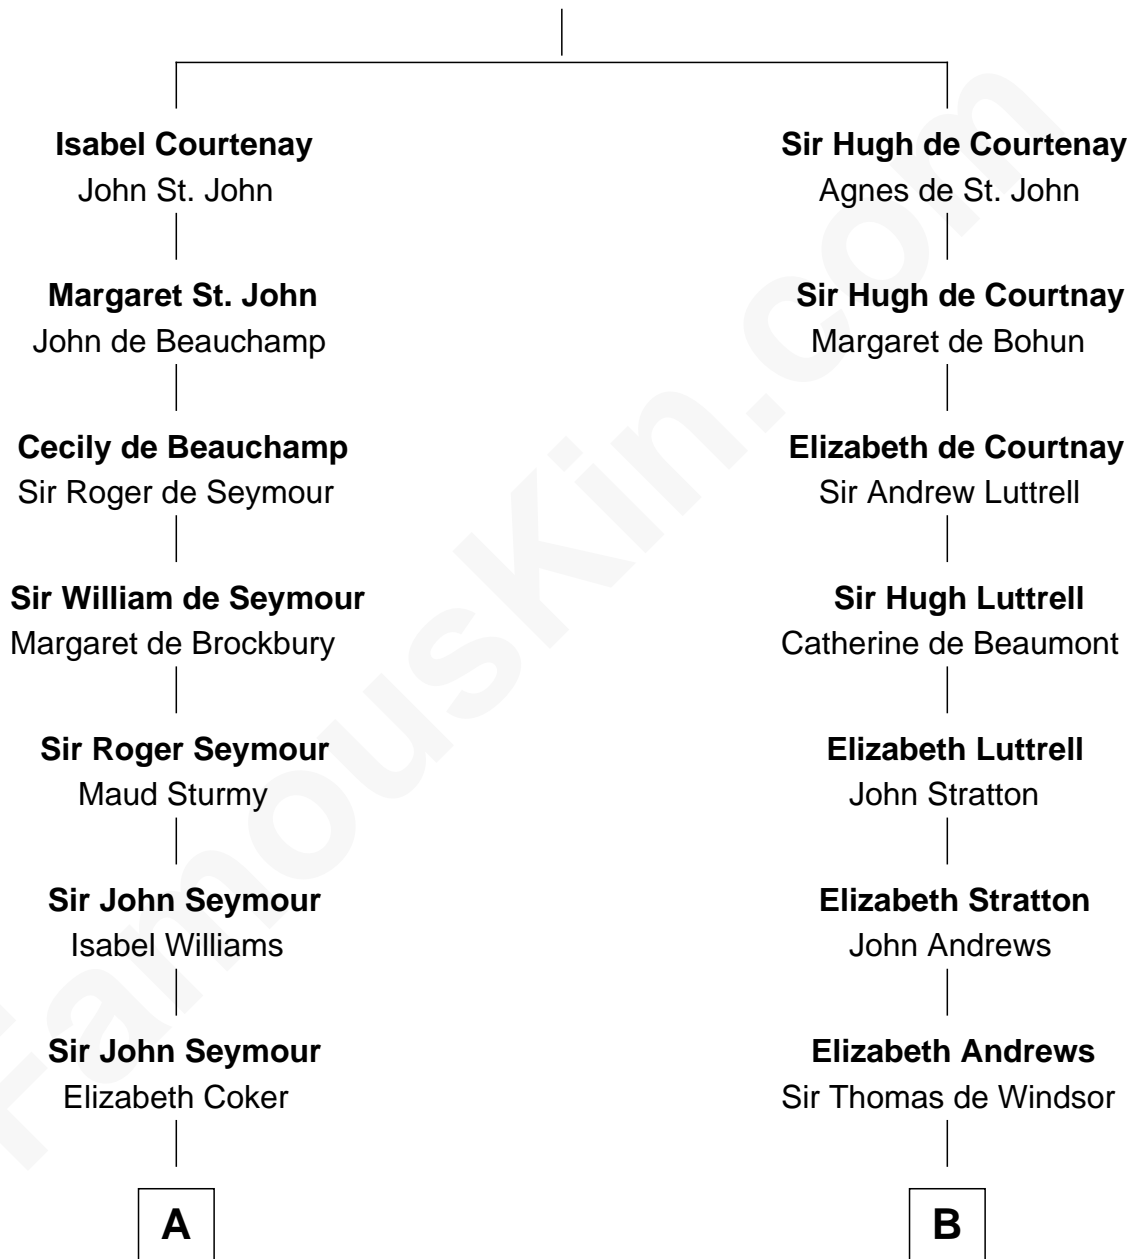 Isabel Courtenay
John St. John
Margaret St. John
John de Beauchamp
Cecily de Beauchamp
Sir Roger de Seymour
Sir William de Seymour
Margaret de Brockbury
Sir Roger Seymour
Maud Sturmy
Sir John Seymour
Isabel Williams
Sir John Seymour
Elizabeth Coker
A
Sir Hugh de Courtenay
Agnes de St. John
Sir Hugh de Courtnay
Margaret de Bohun
Elizabeth de Courtnay
Sir Andrew Luttrell
Sir Hugh Luttrell
Catherine de Beaumont
Elizabeth Luttrell
John Stratton
Elizabeth Stratton
John Andrews
Elizabeth Andrews
Sir Thomas de Windsor
B
FamousKin.com